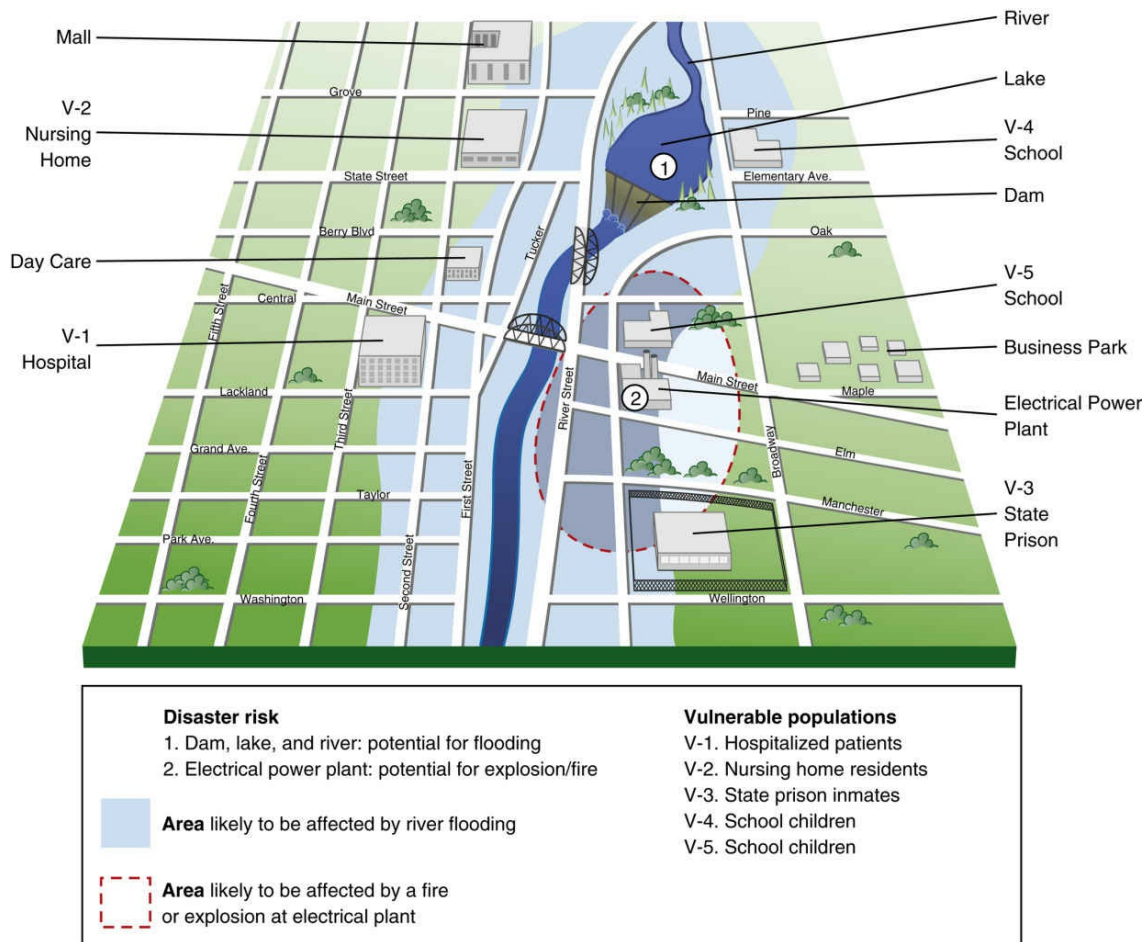 Mall
V-2
Nursing
Home
Day Care
V-1
Hospital
River
Lake
V-4
School
Dam
V-5
School
Business Park
Electrical Power
Plant
V-3
State
Prison
Grove
State Street
Berry Blvd
Central
Main Street
Lackland
Grand Ave.
Taylor
Park Ave.
Washington
Fifth Street
Fourth Street
Third Street
Second Street
First Street
Tucker
River Street
Pine
Elementary Ave.
Oak
Main Street
Maple
Elm
Broadway
Manchester
Wellington
1
2
Disaster risk
1. Dam, lake, and river: potential for flooding
2. Electrical power plant: potential for explosion/fire
Area likely to be affected by river flooding
Area likely to be affected by a fire
or explosion at electrical plant
Vulnerable populations
V-1. Hospitalized patients
V-2. Nursing home residents
V-3. State prison inmates
V-4. School children
V-5. School children